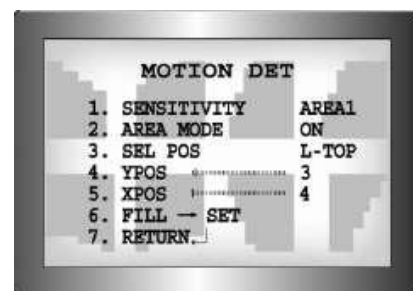 MOTION DET
1. SENSITIVITY AREA1
2. AREA MODE ON
3. SEL POS L-TOP
4. YPOS 3
5. XPOS 4
6. FILL → SET
7. RETURN